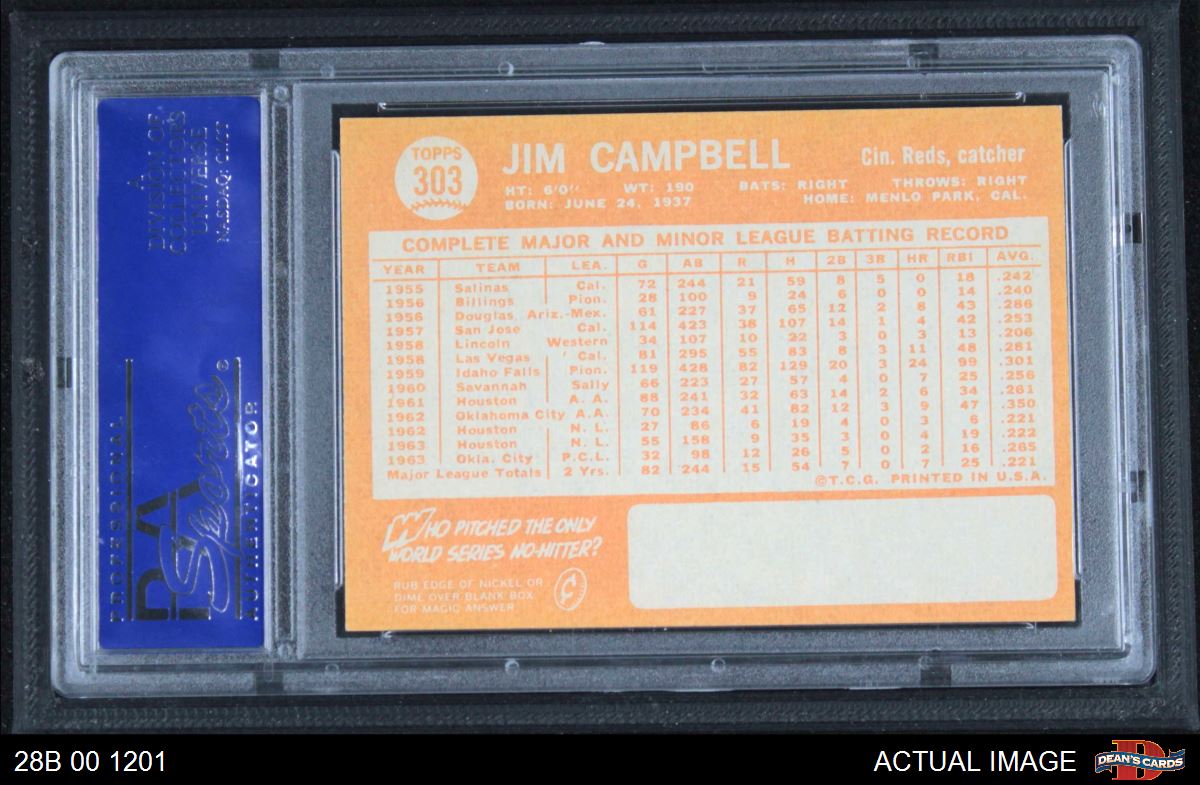 A
DIVISION OF
COLLECTORS
UNIVERSE
NASDAQ: CLCT
PROFESSIONAL
PSA
Sports
AUTHENTICATOR
®
TOPPS
303
JIM CAMPBELL
Cin. Reds, catcher
HT: 6'0" WT: 190 BATS: RIGHT THROWS: RIGHT
BORN: JUNE 24, 1937 HOME: MENLO PARK, CAL.
COMPLETE MAJOR AND MINOR LEAGUE BATTING RECORD
YEAR TEAM LEA. G AB R H 2B 3B HR RBI AVG.
1955 Salinas Cal. 72 244 21 59 8 5 0 18 .242
1956 Billings Pion. 28 100 9 24 6 0 0 14 .240
1956 Douglas, Ariz.-Mex. 61 227 37 65 12 2 8 43 .286
1957 San Jose Cal. 114 423 38 107 14 1 4 42 .253
1958 Lincoln Western 34 107 10 22 3 0 3 13 .206
1958 Las Vegas Cal. 81 295 55 83 8 3 11 48 .281
1959 Idaho Falls Pion. 119 428 82 129 20 3 24 99 .301
1960 Savannah Sally 66 223 27 57 4 0 7 25 .256
1961 Houston A. A. 88 241 32 63 14 2 6 34 .261
1962 Oklahoma City A.A. 70 234 41 82 12 3 9 47 .350
1962 Houston N. L. 27 86 6 19 4 0 3 6 .221
1963 Houston N. L. 55 158 9 35 3 0 4 19 .222
1963 Okla. City P.C.L. 32 98 12 26 5 0 2 16 .265
Major League Totals 2 Yrs. 82 244 15 54 7 0 7 25 .221
©T.C.G. PRINTED IN U.S.A.
WHO PITCHED THE ONLY
WORLD SERIES NO-HITTER?
RUB EDGE OF NICKEL OR
DIME OVER BLANK BOX
FOR MAGIC ANSWER
28B 00 1201
ACTUAL IMAGE
DEAN'S CARDS